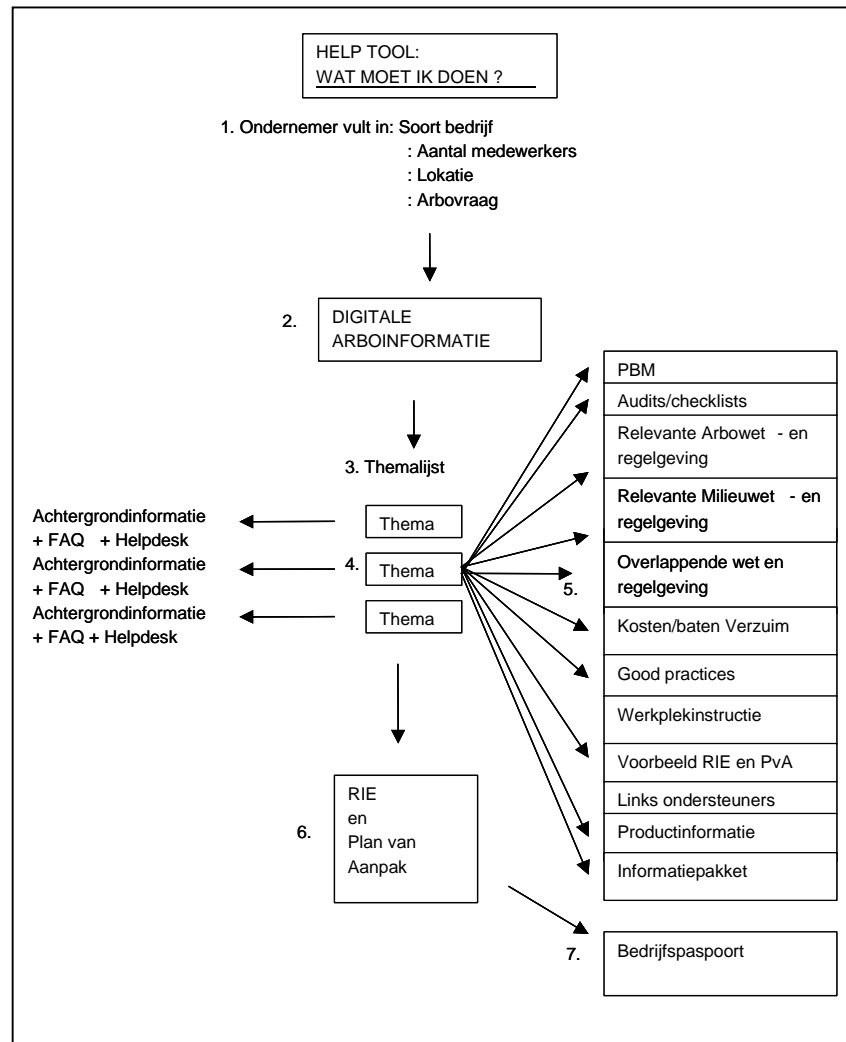 HELP TOOL:
WAT MOET IK DOEN ?
1. Ondernemer vult in: Soort bedrijf
: Aantal medewerkers
: Lokatie
: Arbovraag
2.
DIGITALE
ARBOINFORMATIE
3. Themalijst
Achtergrondinformatie
+ FAQ + Helpdesk
Achtergrondinformatie
+ FAQ + Helpdesk
Achtergrondinformatie
+ FAQ + Helpdesk
Thema
4.
Thema
Thema
5.
PBM
Audits/checklists
Relevante Arbowet - en
regelgeving
Relevante Milieuwet - en
regelgeving
Overlappende wet en
regelgeving
Kosten/baten Verzuim
Good practices
Werkplekinstructie
Voorbeeld RIE en PvA
Links ondersteuners
Productinformatie
Informatiepakket
6.
RIE
en
Plan van
Aanpak
7.
Bedrijfspaspoort